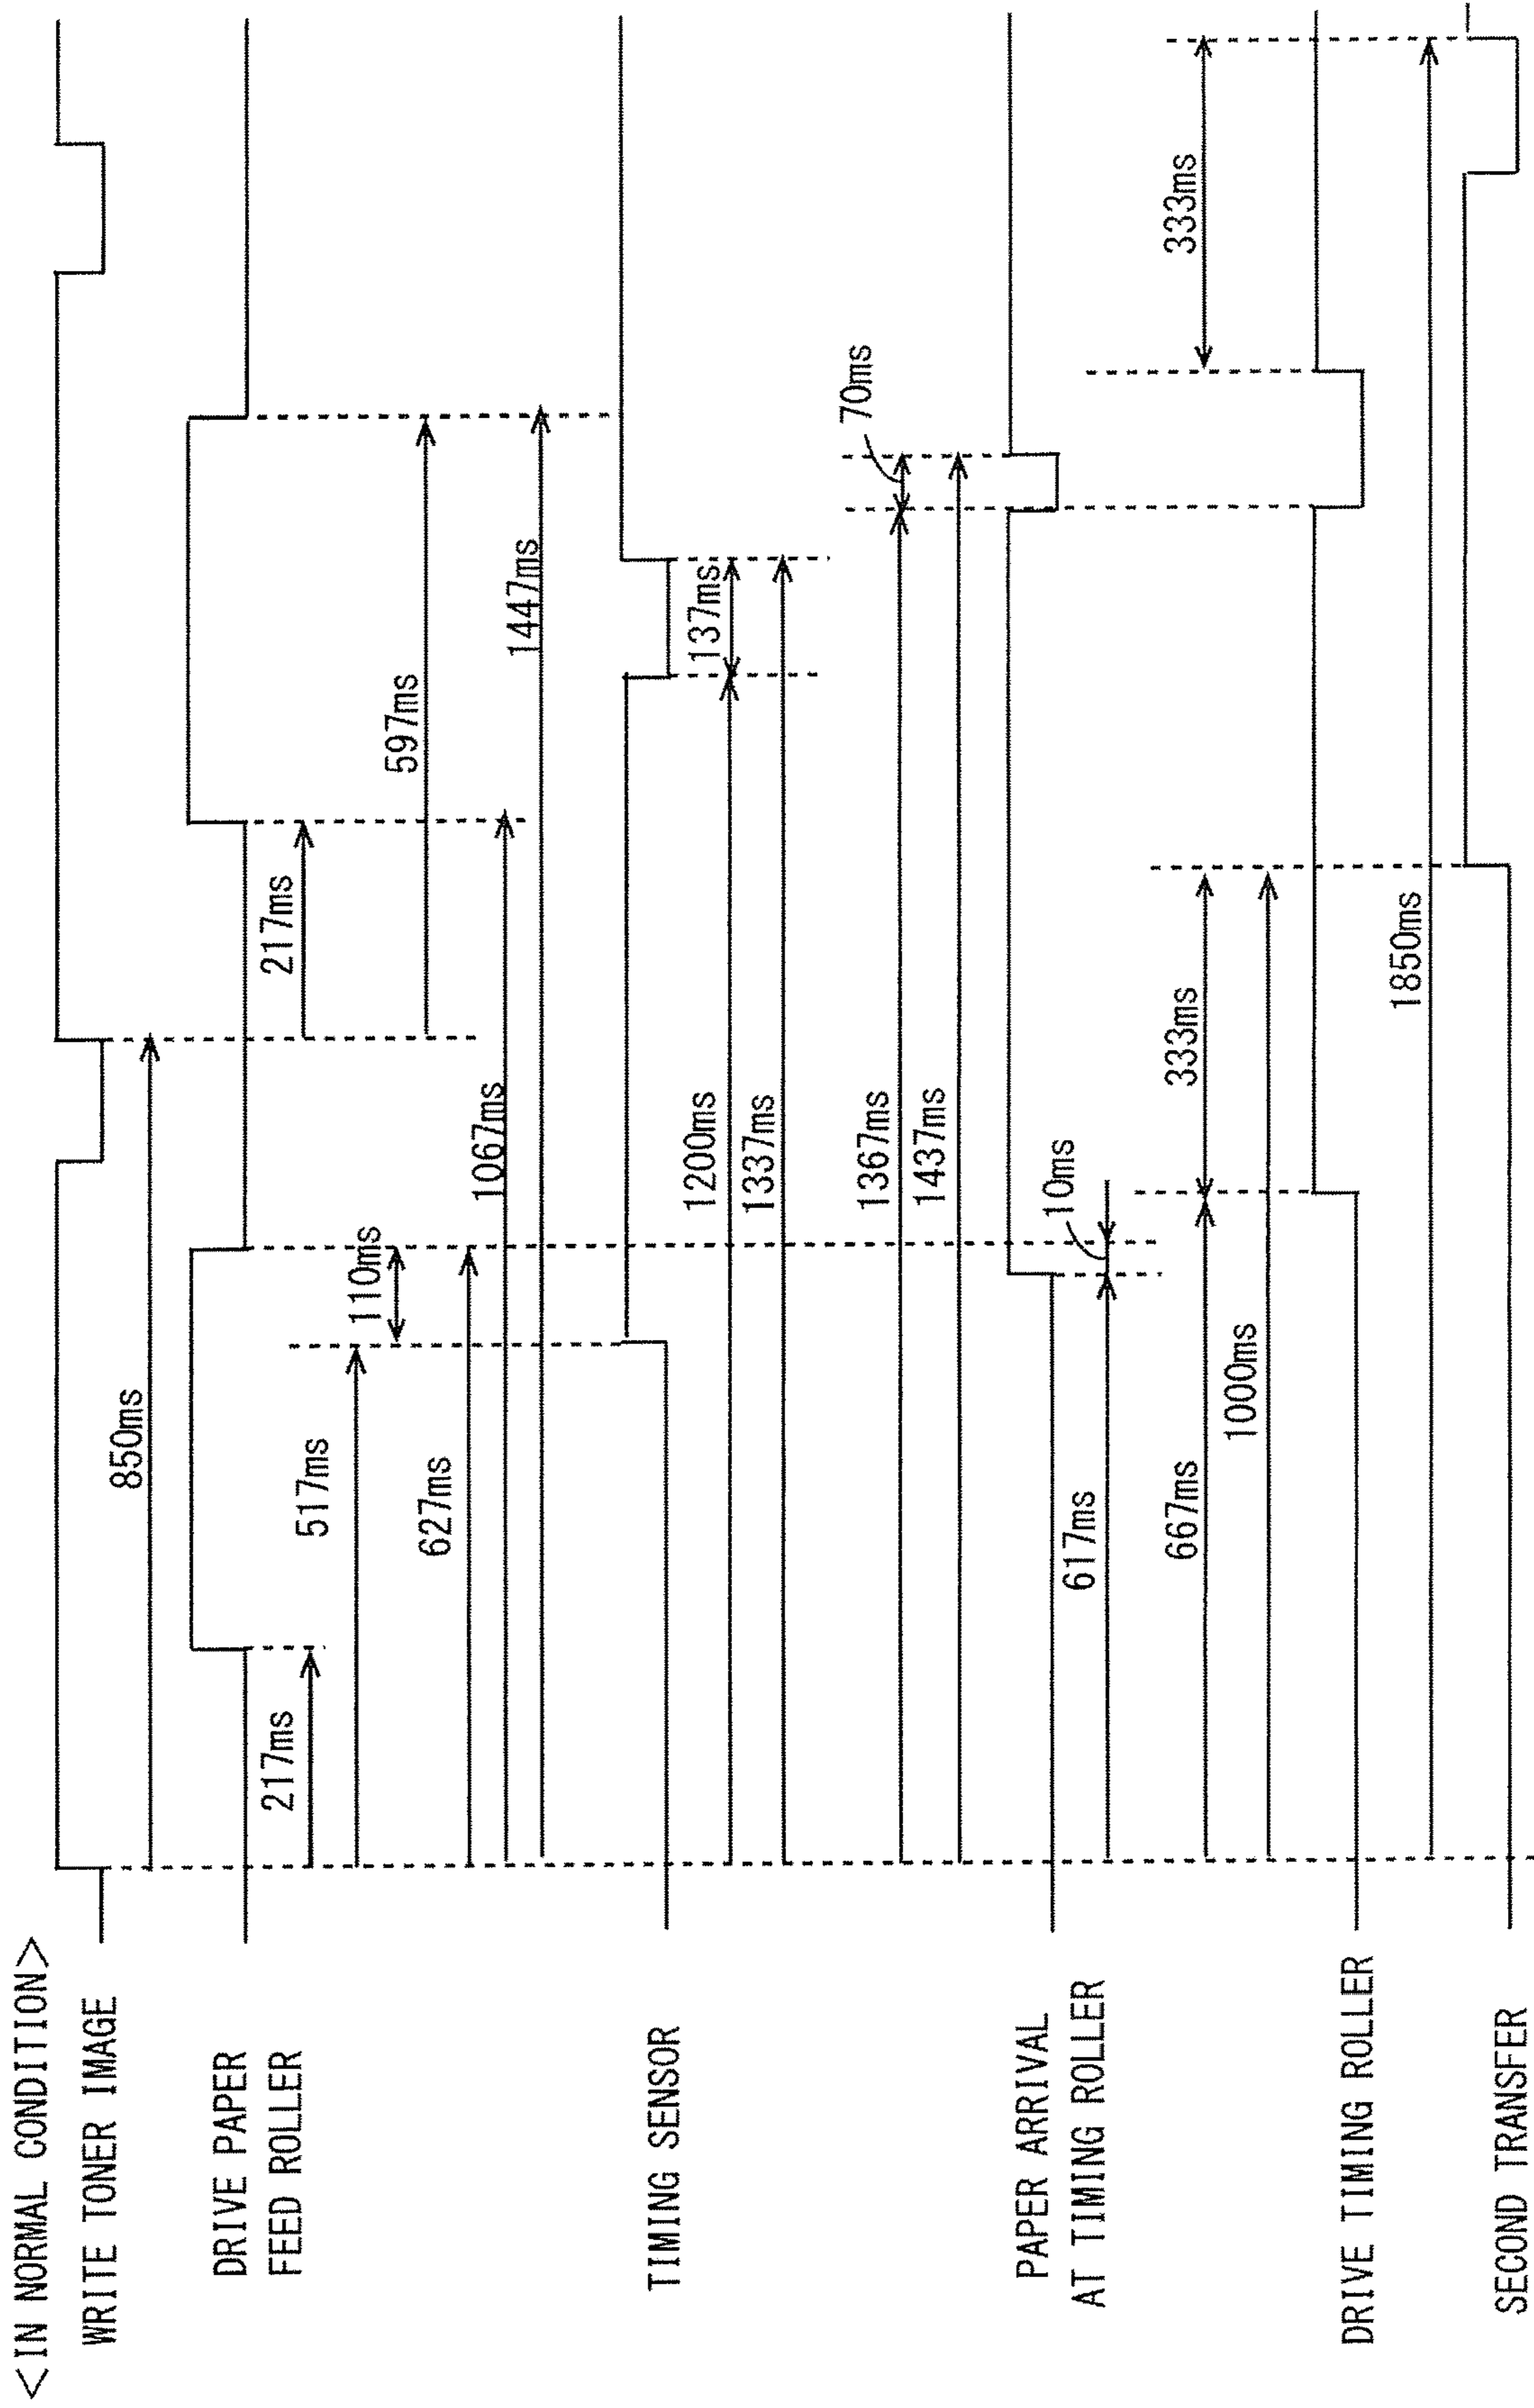 <IN NORMAL CONDITION>
WRITE TONER IMAGE
850ms
DRIVE PAPER
FEED ROLLER
217ms
217ms
517ms
110ms
597ms
627ms
1067ms
1447ms
TIMING SENSOR
1200ms
137ms
1337ms
1367ms
70ms
1437ms
PAPER ARRIVAL
AT TIMING ROLLER
617ms
10ms
667ms
333ms
333ms
1000ms
DRIVE TIMING ROLLER
1850ms
SECOND TRANSFER